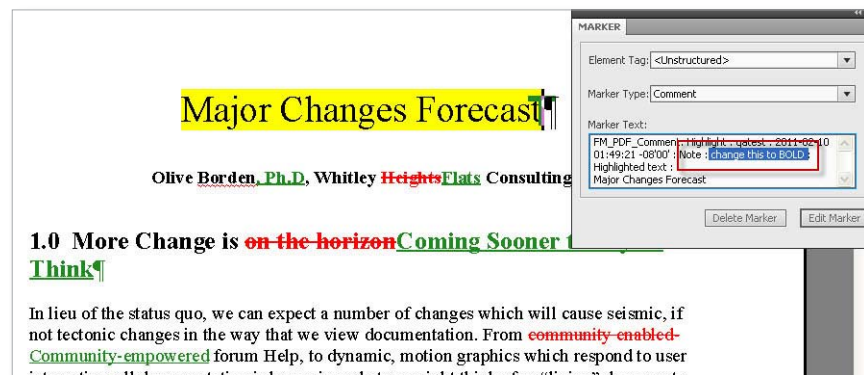 MARKER
Element Tag: <Unstructured>
Marker Type: Comment
Marker Text:
FM_PDF_Comment: Highlight : qatest : 2011-02-10
01:49:21 -08'00' : Note : change this to BOLD :
Highlighted text :
Major Changes Forecast
Delete Marker Edit Marker
Major Changes Forecast¶
Olive Borden, Ph.D, Whitley HeightsFlats Consulting
1.0 More Change is on the horizonComing Sooner
Think¶
In lieu of the status quo, we can expect a number of changes which will cause seismic, if
not tectonic changes in the way that we view documentation. From community enabled
Community-empowered forum Help, to dynamic, motion graphics which respond to user